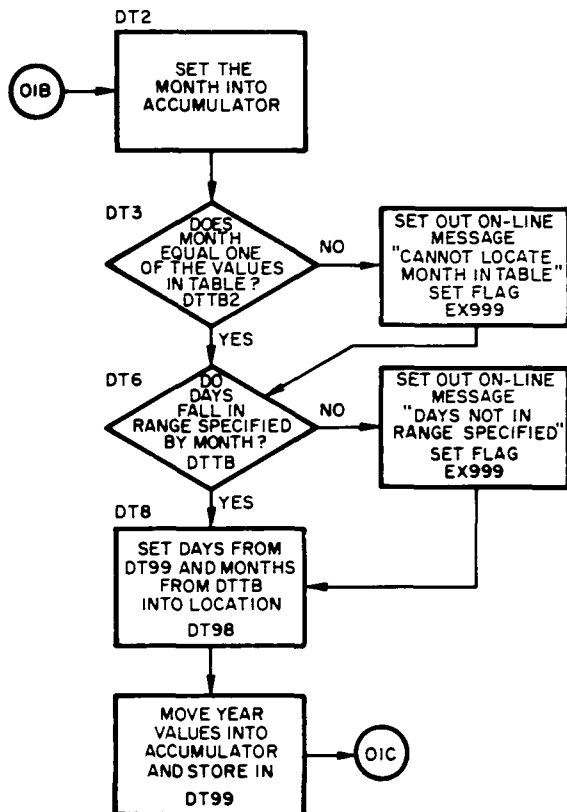 DT2
01B
SET THE
MONTH INTO
ACCUMULATOR
DT3
DOES
MONTH
EQUAL ONE
OF THE VALUES
IN TABLE?
DTTB2
NO
SET OUT ON-LINE
MESSAGE
"CANNOT LOCATE
MONTH IN TABLE"
SET FLAG
EX999
YES
DT6
DO
DAYS
FALL IN
RANGE SPECIFIED
BY MONTH?
DTTB
NO
SET OUT ON-LINE
MESSAGE
"DAYS NOT IN
RANGE SPECIFIED"
SET FLAG
EX999
YES
DT8
SET DAYS FROM
DT99 AND MONTHS
FROM DTTB
INTO LOCATION
DT98
MOVE YEAR
VALUES INTO
ACCUMULATOR
AND STORE IN
DT99
01C